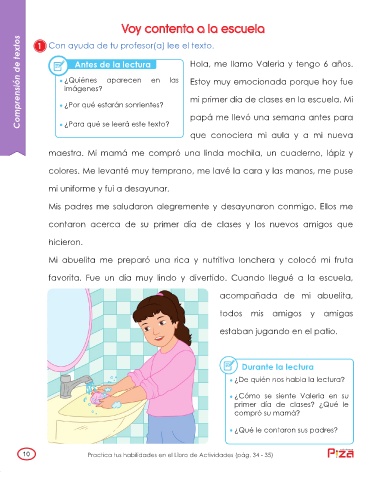 Voy contenta a la escuela
1 Con ayuda de tu profesor(a) lee el texto.
Comprensión de textos
Antes de la lectura
• ¿Quiénes aparecen en las
imágenes?
• ¿Por qué estarán sonrientes?
• ¿Para qué se leerá este texto?
Hola, me llamo Valeria y tengo 6 años.
Estoy muy emocionada porque hoy fue
mi primer día de clases en la escuela. Mi
papá me llevó una semana antes para
que conociera mi aula y a mi nueva
maestra. Mi mamá me compró una linda mochila, un cuaderno, lápiz y
colores. Me levanté muy temprano, me lavé la cara y las manos, me puse
mi uniforme y fui a desayunar.
Mis padres me saludaron alegremente y desayunaron conmigo. Ellos me
contaron acerca de su primer día de clases y los nuevos amigos que
hicieron.
Mi abuelita me preparó una rica y nutritiva lonchera y colocó mi fruta
favorita. Fue un día muy lindo y divertido. Cuando llegué a la escuela,
acompañada de mi abuelita,
todos mis amigos y amigas
estaban jugando en el patio.
Durante la lectura
• ¿De quién nos habla la lectura?
• ¿Cómo se siente Valeria en su
primer día de clases? ¿Qué le
compró su mamá?
• ¿Qué le contaron sus padres?
10
Practica tus habilidades en el Libro de Actividades (pág. 34 - 35)